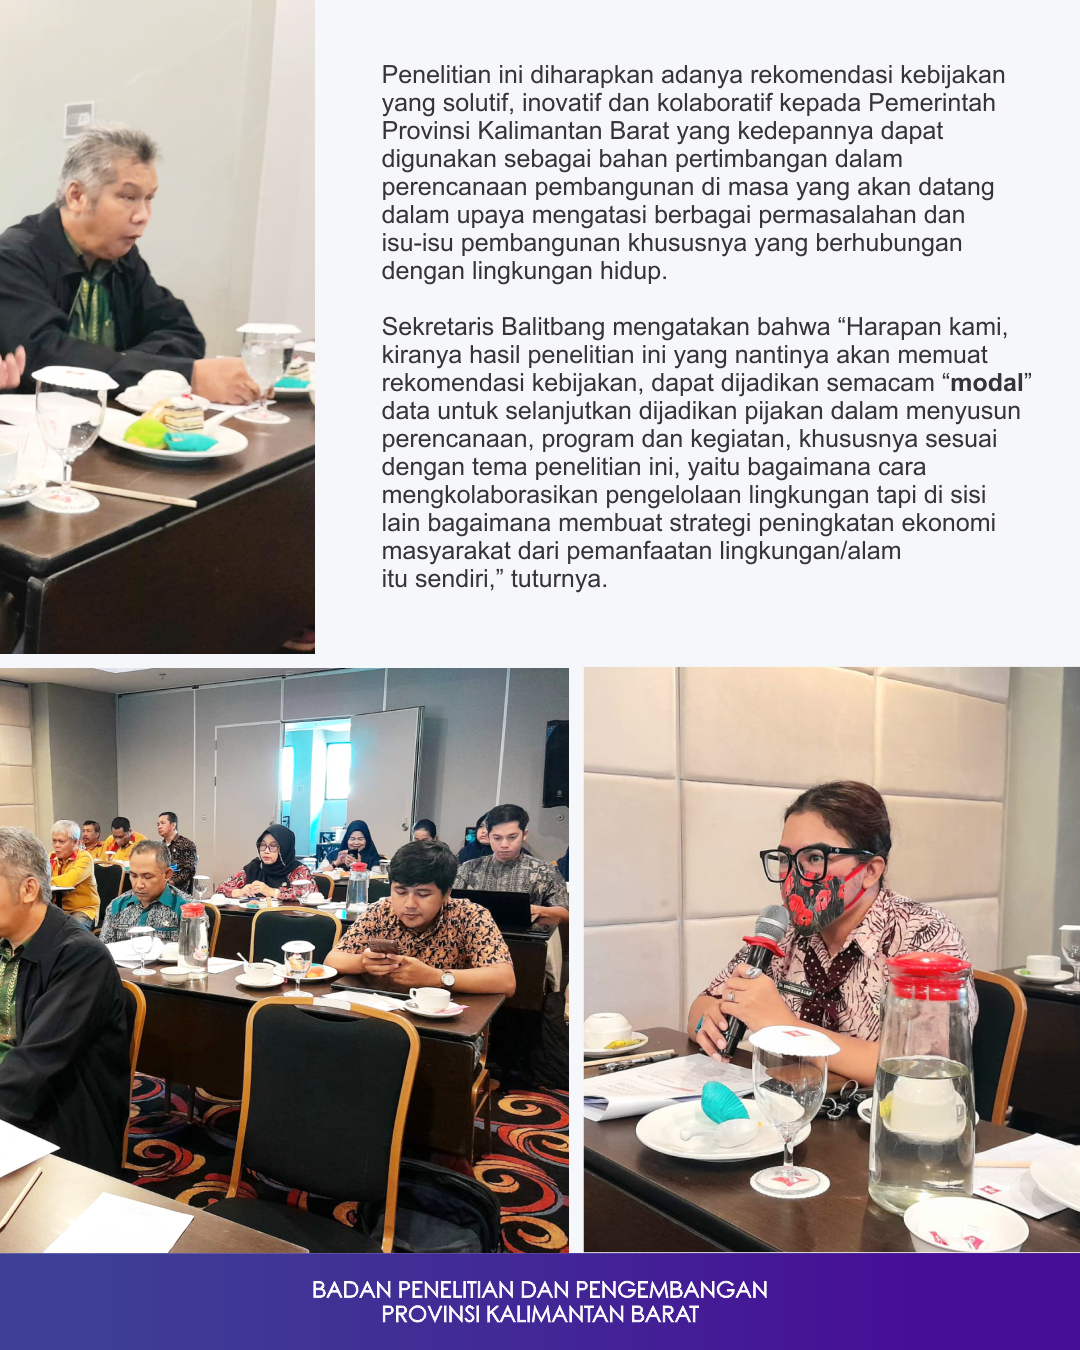 Penelitian ini diharapkan adanya rekomendasi kebijakan
yang solutif, inovatif dan kolaboratif kepada Pemerintah
Provinsi Kalimantan Barat yang kedepannya dapat
digunakan sebagai bahan pertimbangan dalam
perencanaan pembangunan di masa yang akan datang
dalam upaya mengatasi berbagai permasalahan dan
isu-isu pembangunan khususnya yang berhubungan
dengan lingkungan hidup.
Sekretaris Balitbang mengatakan bahwa “Harapan kami,
kiranya hasil penelitian ini yang nantinya akan memuat
rekomendasi kebijakan, dapat dijadikan semacam “modal”
data untuk selanjutkan dijadikan pijakan dalam menyusun
perencanaan, program dan kegiatan, khususnya sesuai
dengan tema penelitian ini, yaitu bagaimana cara
mengkolaborasikan pengelolaan lingkungan tapi di sisi
lain bagaimana membuat strategi peningkatan ekonomi
masyarakat dari pemanfaatan lingkungan/alam
itu sendiri,” tuturnya.
BADAN PENELITIAN DAN PENGEMBANGAN
PROVINSI KALIMANTAN BARAT